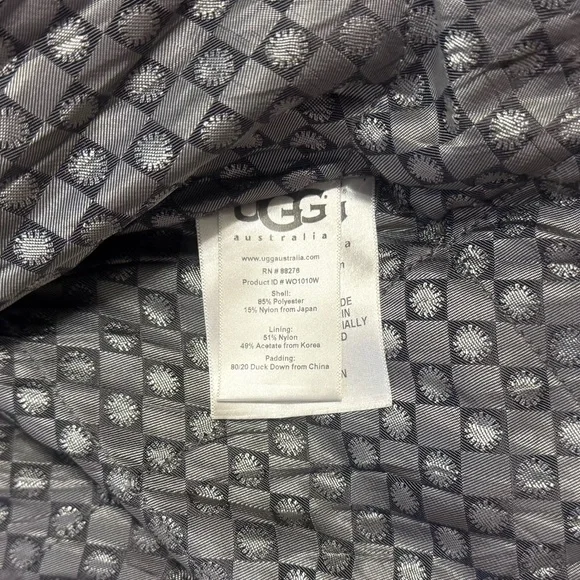 UGG
australia
www.uggaustralia.com
RN # 88276
Product ID # WO1010W
Shell:
85% Polyester
15% Nylon from Japan
Lining:
51% Nylon
49% Acetate from Korea
Padding:
80/20 Duck Down from China